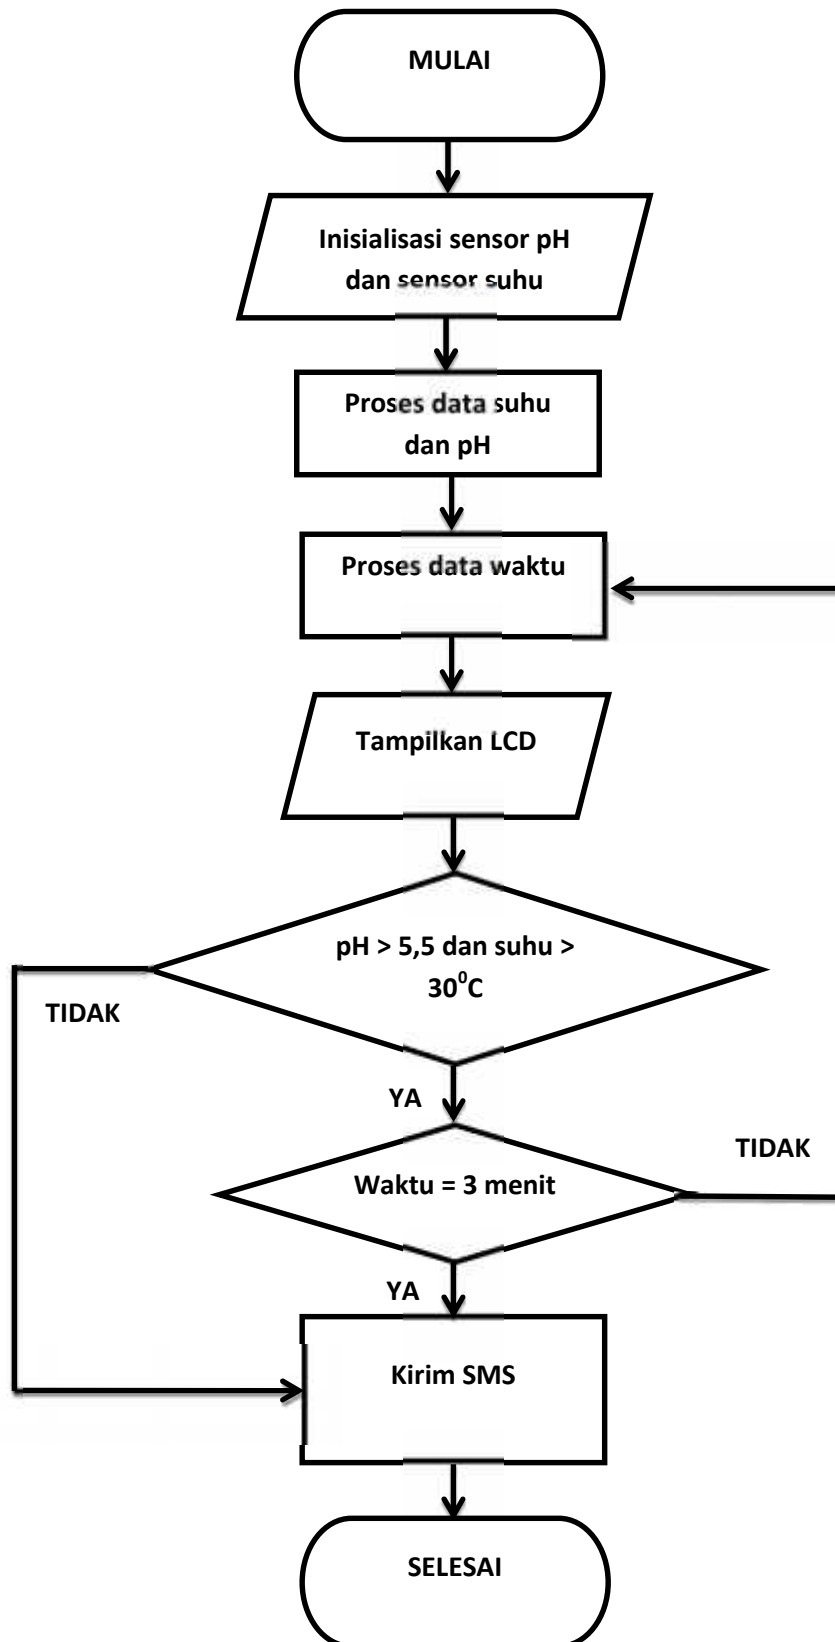 MULAI
Inisialisasi sensor pH
dan sensor suhu
Proses data suhu
dan pH
Proses data waktu
Tampilkan LCD
pH > 5,5 dan suhu >
30⁰C
TIDAK
YA
TIDAK
Waktu = 3 menit
YA
Kirim SMS
SELESAI